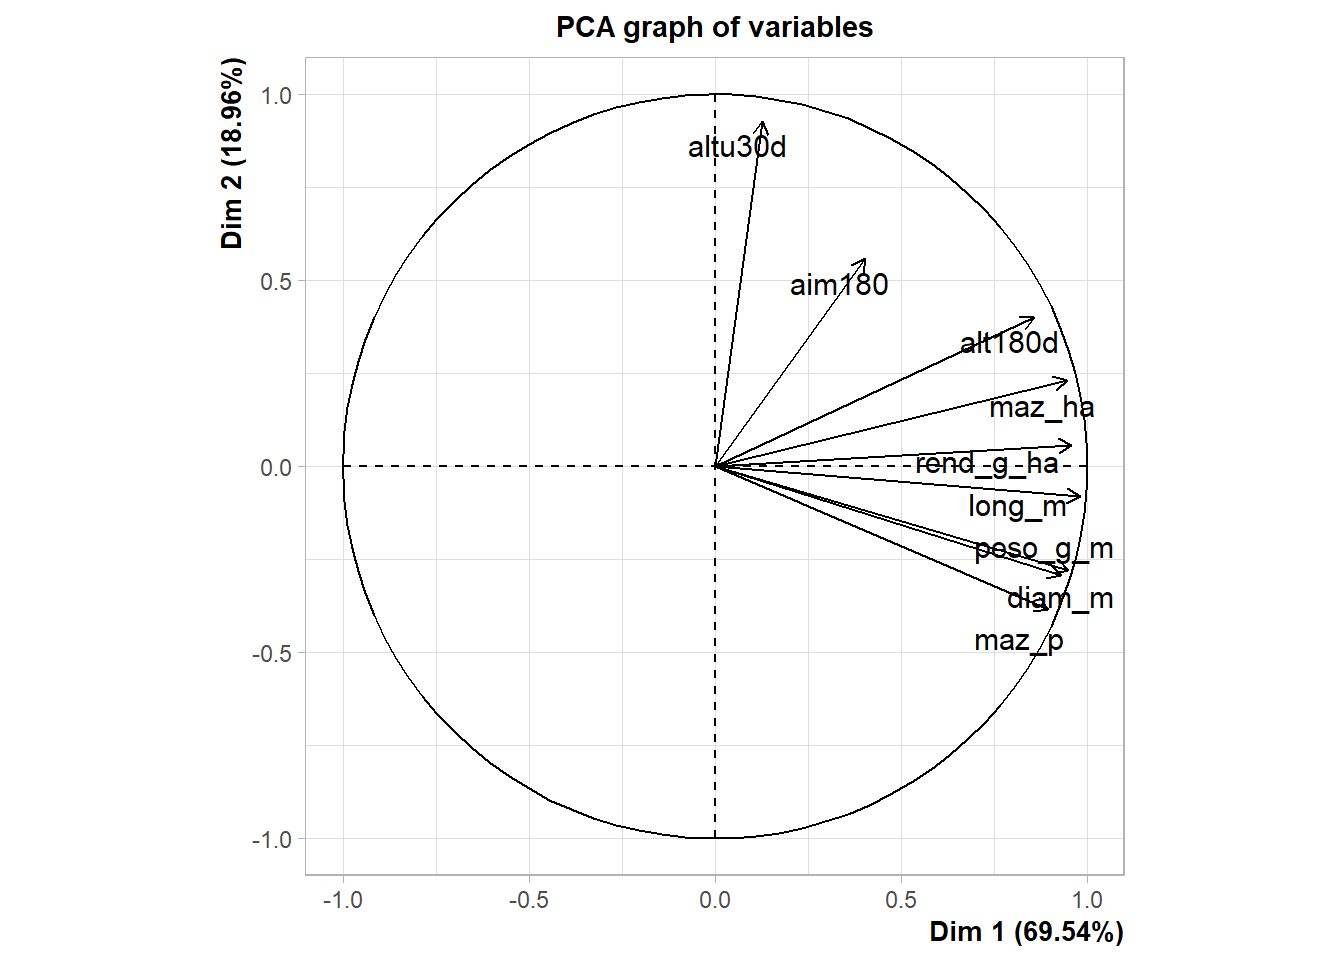 PCA graph of variables
Dim 2 (18.96%)
1.0
0.5
0.0
-0.5
-1.0
altu30d
aim180
alt180d
maz_ha
rend_g_ha
long_m
peso_g_m
diam_m
maz_p
-1.0
-0.5
0.0
0.5
1.0
Dim 1 (69.54%)